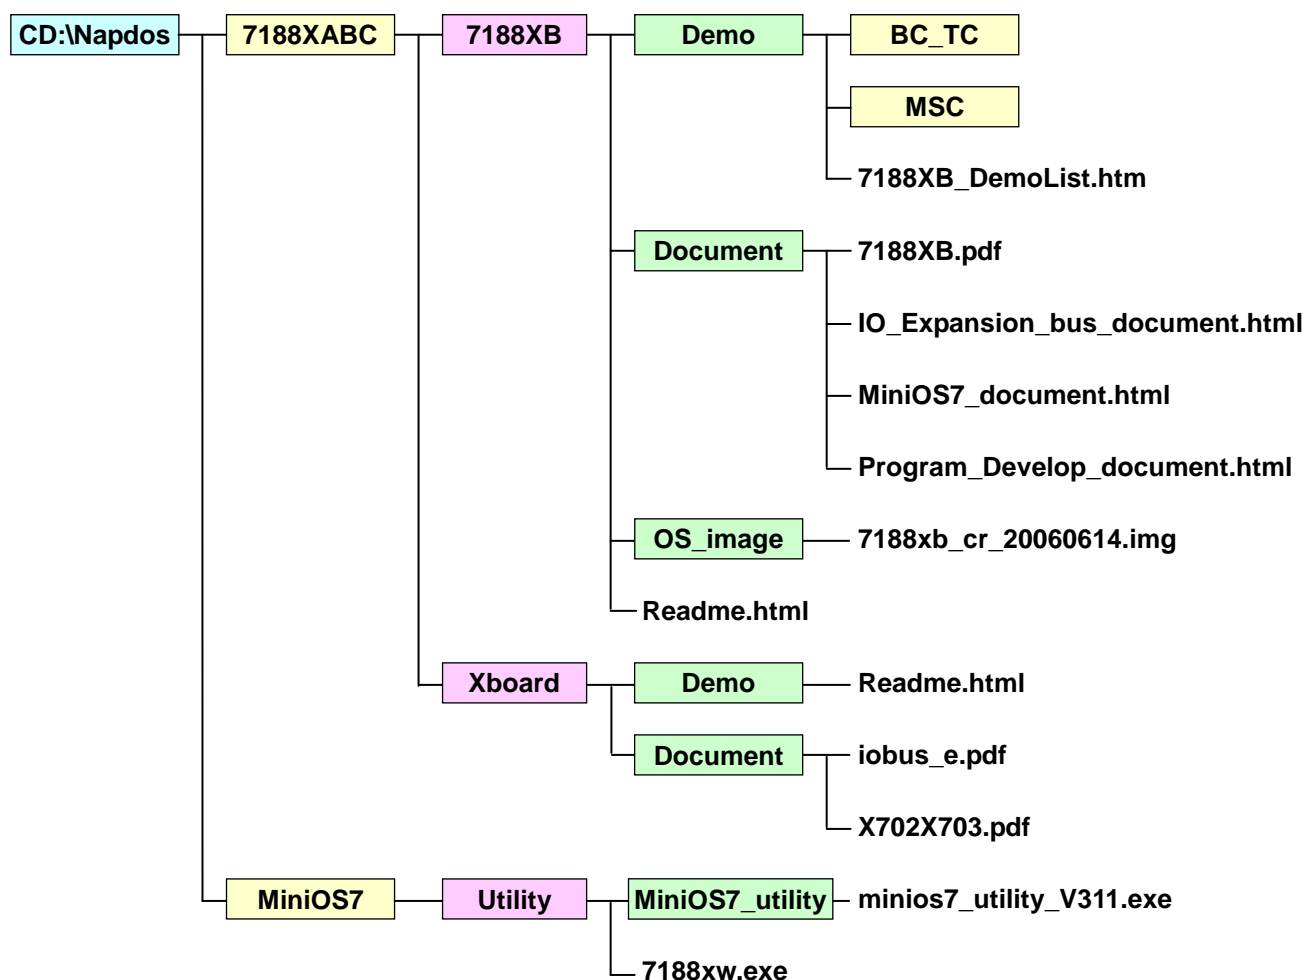 CD:\Napdos 7188XABC 7188XB Demo BC_TC
MSC
7188XB_DemoList.htm
Document 7188XB.pdf
IO_Expansion_bus_document.html
MiniOS7_document.html
Program_Develop_document.html
OS_image 7188xb_cr_20060614.img
Readme.html
Xboard Demo Readme.html
Document iobus_e.pdf
X702X703.pdf
MiniOS7 Utility MiniOS7_utility minios7_utility_V311.exe
7188xw.exe